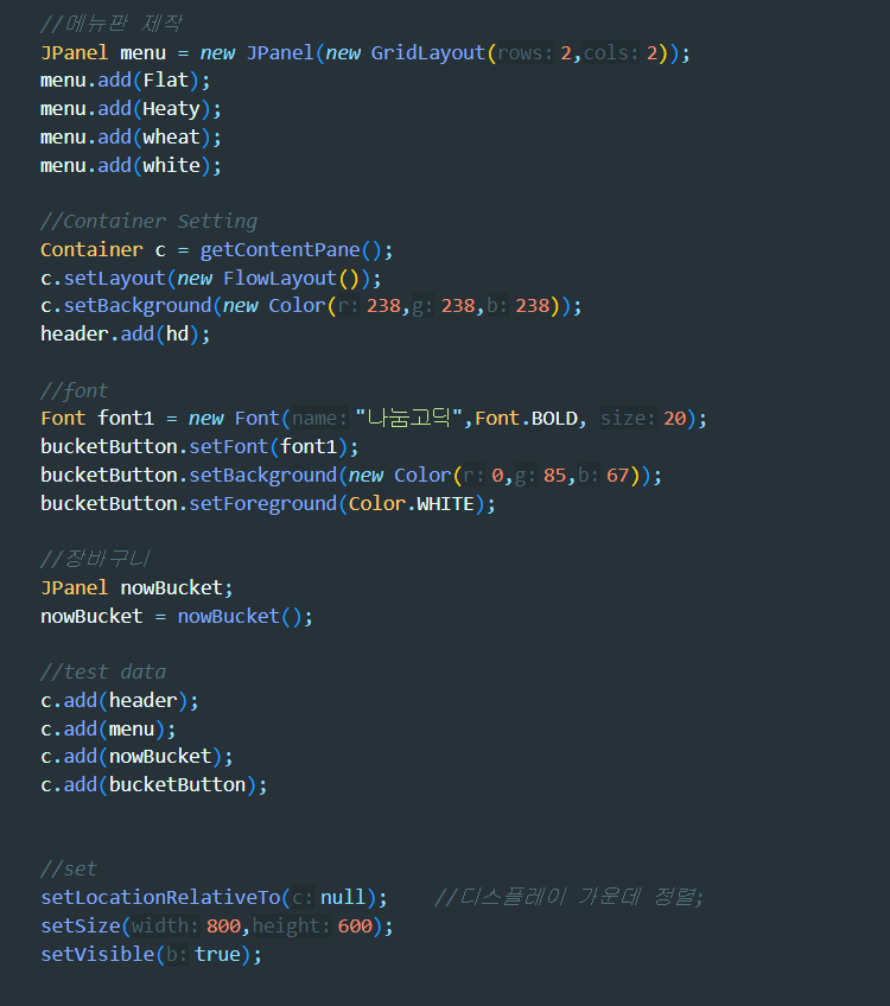 //메뉴판 제작
JPanel menu = new JPanel(new GridLayout(rows: 2,cols: 2));
menu.add(Flat);
menu.add(Heaty);
menu.add(wheat);
menu.add(white);
//Container Setting
Container c = getContentPane();
c.setLayout(new FlowLayout());
c.setBackground(new Color(r: 238,g: 238,b: 238));
header.add(hd);
//font
Font font1 = new Font(name: "나눔고딕",Font.BOLD, size: 20);
bucketButton.setFont(font1);
bucketButton.setBackground(new Color(r: 0,g: 85,b: 67));
bucketButton.setForeground(Color.WHITE);
//장바구니
JPanel nowBucket;
nowBucket = nowBucket();
//test data
c.add(header);
c.add(menu);
c.add(nowBucket);
c.add(bucketButton);
//set
setLocationRelativeTo(c: null);    //디스플레이 가운데 정렬;
setSize(width: 800,height: 600);
setVisible(b: true);